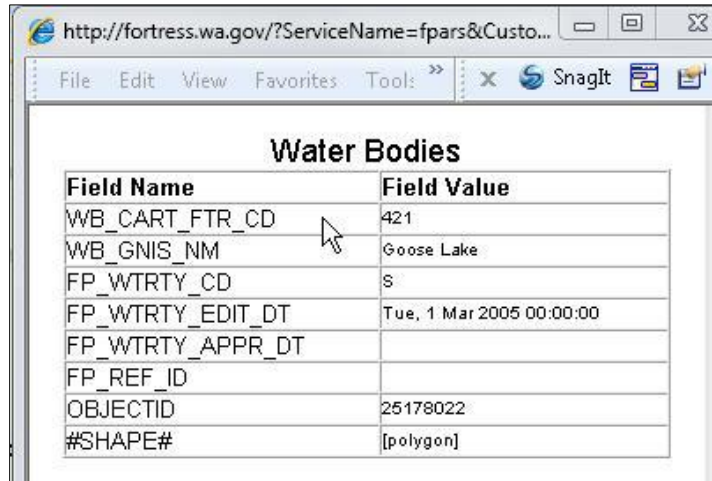 http://fortress.wa.gov/?ServiceName=fpars&Custo...
File Edit View Favorites Tools » x SnagIt
Water Bodies
Field Name Field Value
WB_CART_FTR_CD 421
WB_GNIS_NM Goose Lake
FP_WTRTY_CD S
FP_WTRTY_EDIT_DT Tue, 1 Mar 2005 00:00:00
FP_WTRTY_APPR_DT
FP_REF_ID
OBJECTID 25178022
#SHAPE# [polygon]